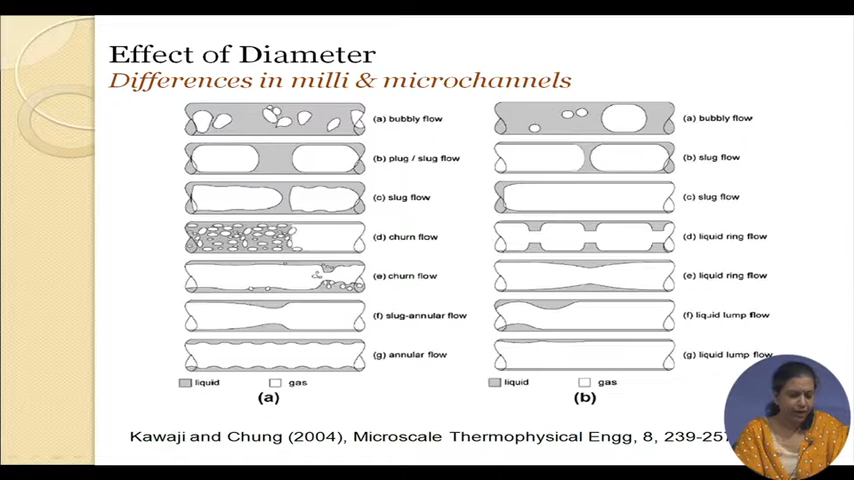 Effect of Diameter
Differences in milli & microchannels
(a) bubbly flow
(b) plug / slug flow
(c) slug flow
(d) churn flow
(e) churn flow
(f) slug-annular flow
(g) annular flow
liquid gas
(a)
(a) bubbly flow
(b) slug flow
(c) slug flow
(d) liquid ring flow
(e) liquid ring flow
(f) liquid lump flow
(g) liquid lump flow
liquid gas
(b)
Kawaji and Chung (2004), Microscale Thermophysical Engg, 8, 239-257